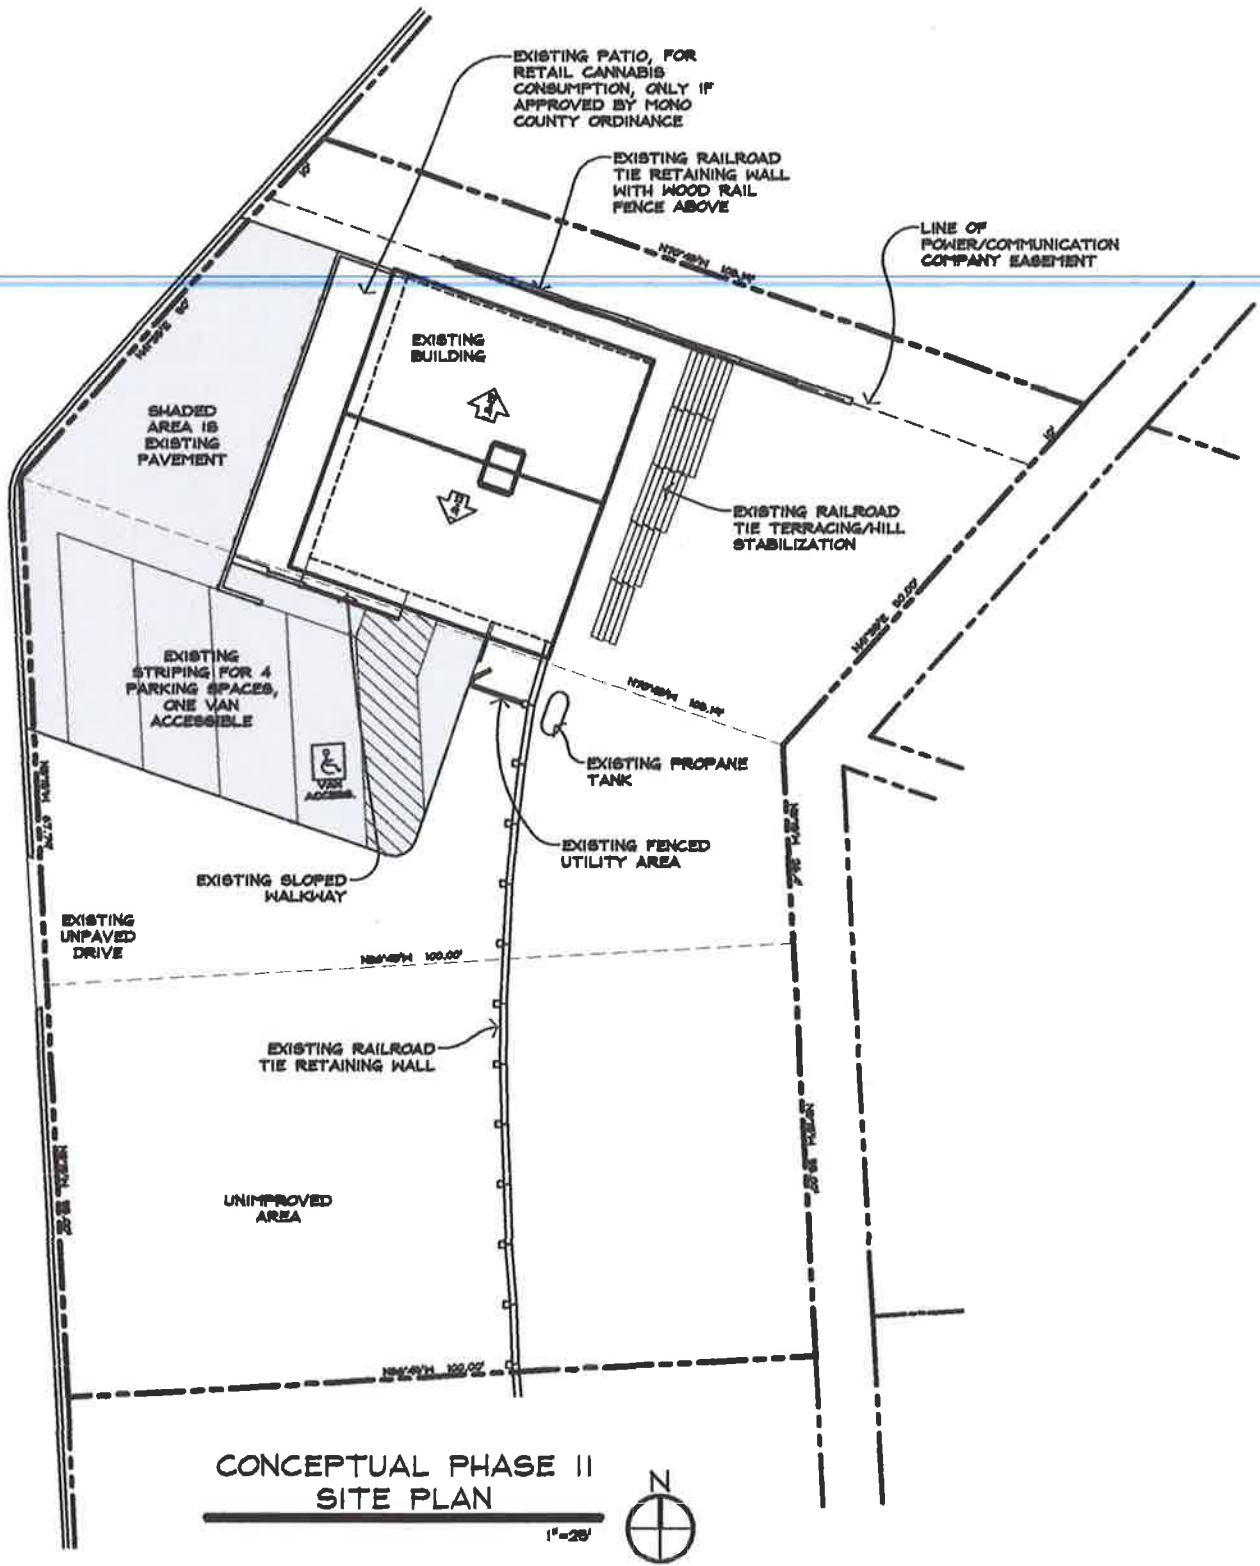 EXISTING PATIO, FOR
RETAIL CANNABIS
CONSUMPTION, ONLY IF
APPROVED BY MONO
COUNTY ORDINANCE
EXISTING RAILROAD
TIE RETAINING WALL
WITH WOOD RAIL
FENCE ABOVE
LINE OF
POWER/COMMUNICATION
COMPANY EASEMENT
10'
EXISTING
BUILDING
SHADED
AREA IS
EXISTING
PAVEMENT
10'
EXISTING RAILROAD
TIE TERRACING/HILL
STABILIZATION
EXISTING
STRIPING FOR 4
PARKING SPACES,
ONE VAN
ACCESSIBLE
VAN
ACCESS.
EXISTING PROPANE
TANK
EXISTING FENCED
UTILITY AREA
EXISTING SLOPED
WALKWAY
EXISTING
UNPAVED
DRIVE
100.00'
EXISTING RAILROAD
TIE RETAINING WALL
UNIMPROVED
AREA
100.00'
CONCEPTUAL PHASE II
SITE PLAN
N